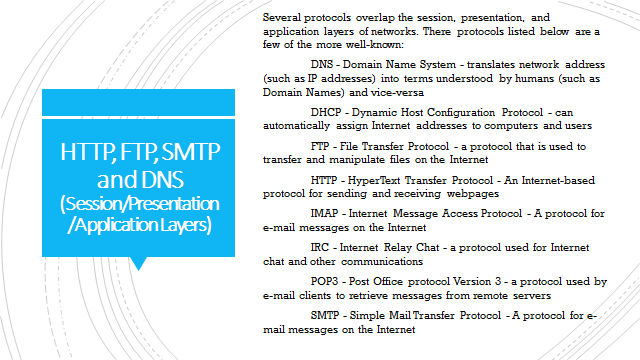 HTTP, FTP, SMTP
and DNS
(Session/Presentation
/Application Layers)
Several protocols overlap the session, presentation, and
application layers of networks. There protocols listed below are a
few of the more well-known:
DNS - Domain Name System - translates network address
(such as IP addresses) into terms understood by humans (such as
Domain Names) and vice-versa
DHCP - Dynamic Host Configuration Protocol - can
automatically assign Internet addresses to computers and users
FTP - File Transfer Protocol - a protocol that is used to
transfer and manipulate files on the Internet
HTTP - HyperText Transfer Protocol - An Internet-based
protocol for sending and receiving webpages
IMAP - Internet Message Access Protocol - A protocol for
e-mail messages on the Internet
IRC - Internet Relay Chat - a protocol used for Internet
chat and other communications
POP3 - Post Office protocol Version 3 - a protocol used by
e-mail clients to retrieve messages from remote servers
SMTP - Simple Mail Transfer Protocol - A protocol for e-
mail messages on the Internet